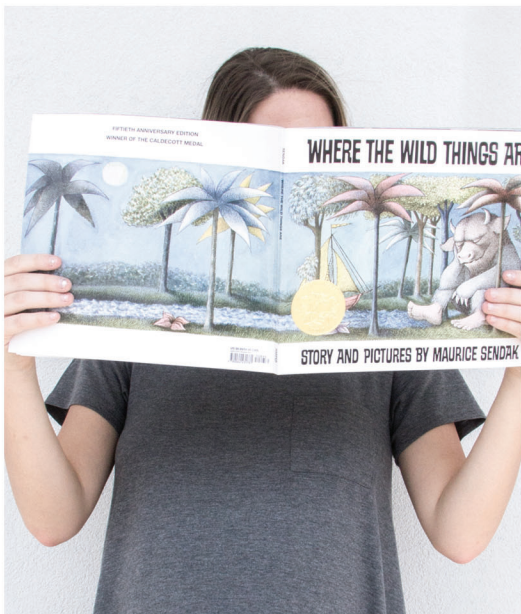 FIFTIETH ANNIVERSARY EDITION
WINNER OF THE CALDECOTT MEDAL
WHERE THE WILD THINGS AR
STORY AND PICTURES BY MAURICE SENDAK